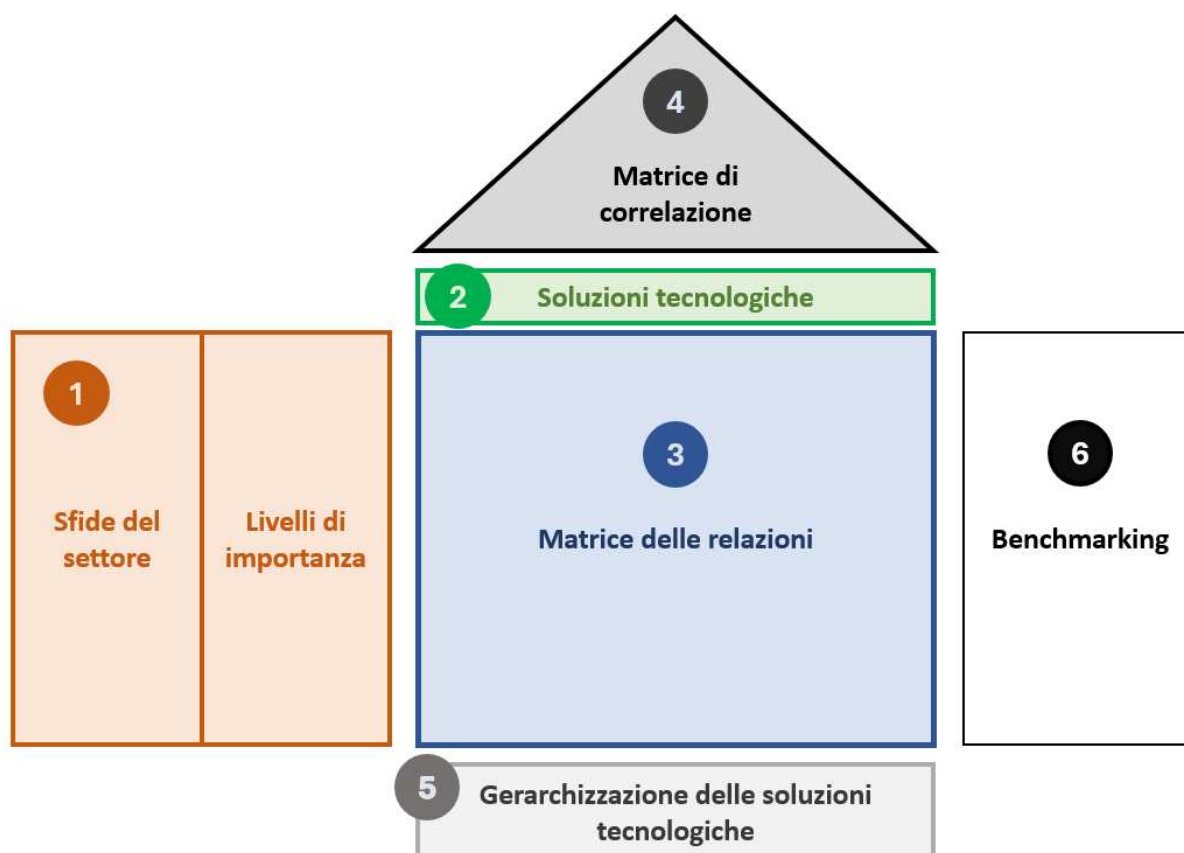 4
Matrice di
correlazione
2
Soluzioni tecnologiche
1
Sfide del
settore
Livelli di
importanza
3
Matrice delle relazioni
6
Benchmarking
5
Gerarchizzazione delle soluzioni
tecnologiche